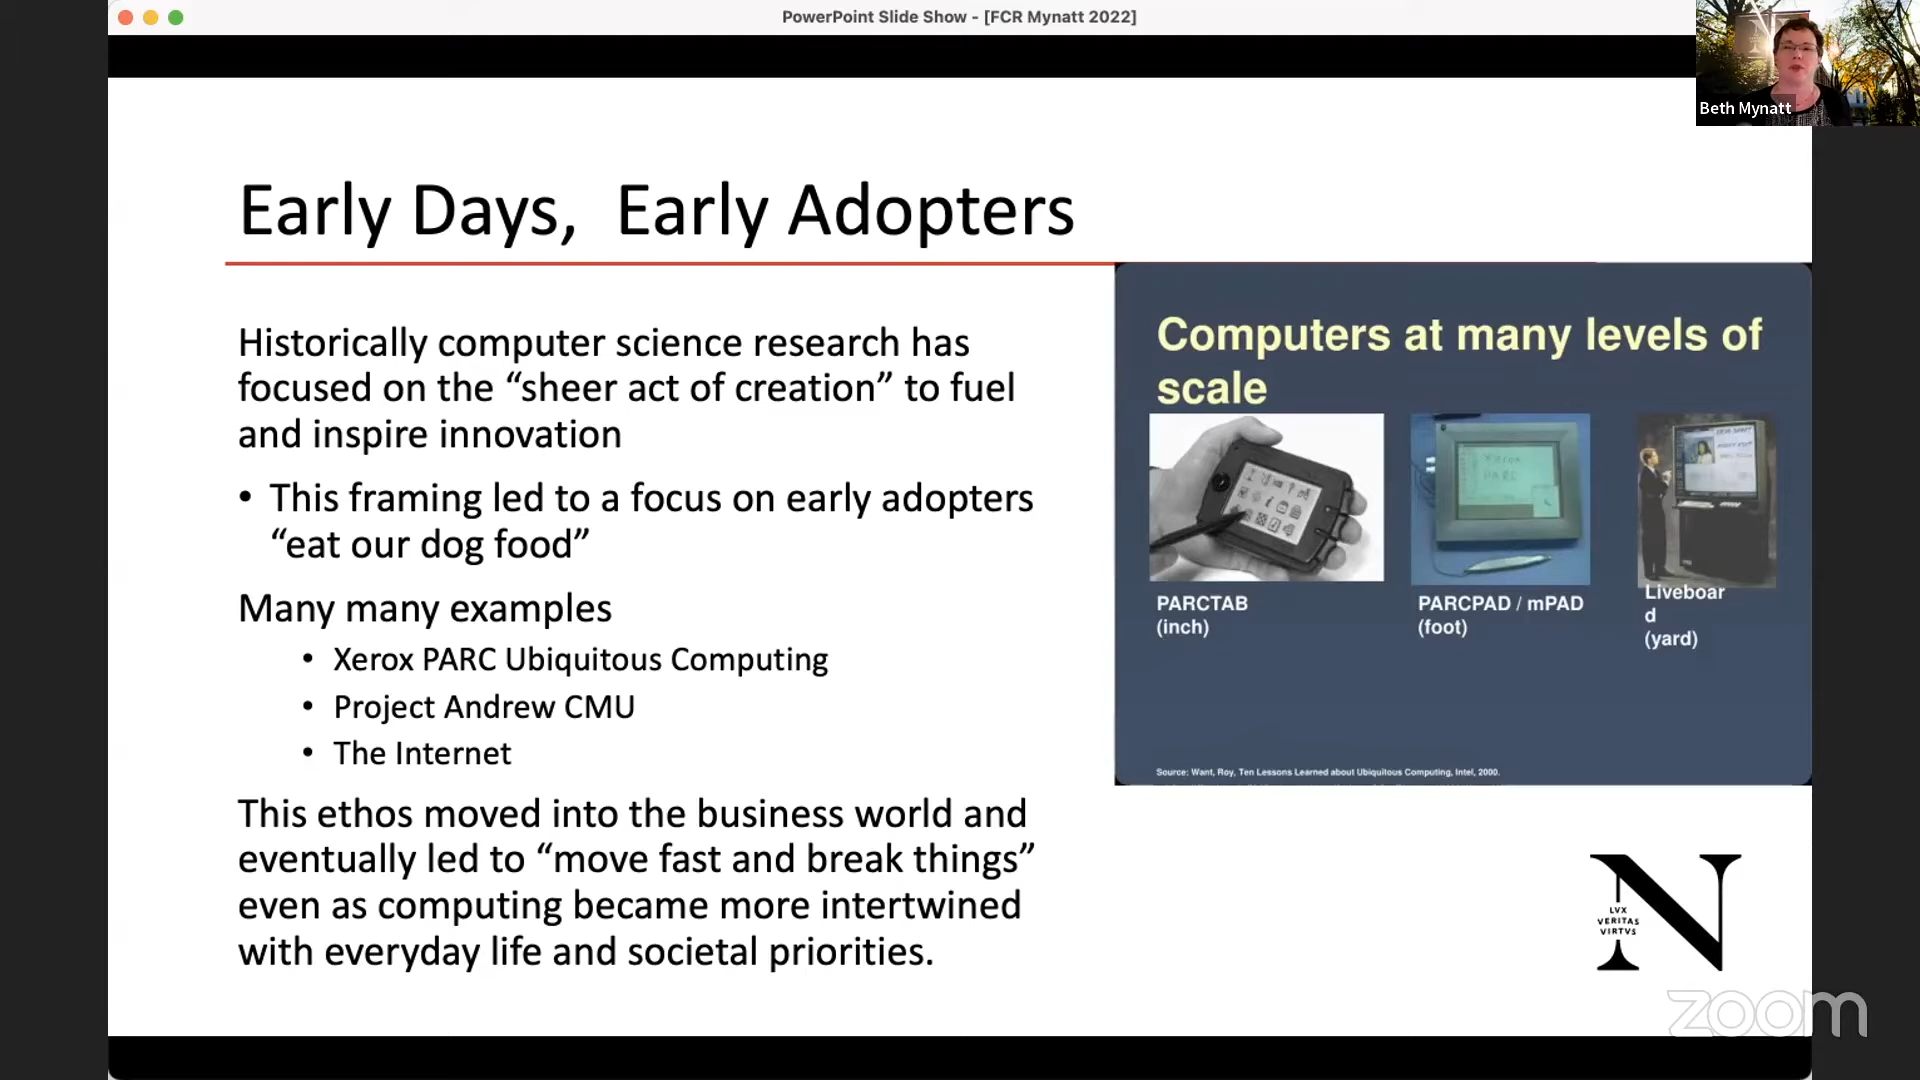 PowerPoint Slide Show - [FCR Mynatt 2022]
Beth Mynatt
Early Days,  Early Adopters
Historically computer science research has
focused on the “sheer act of creation” to fuel
and inspire innovation
• This framing led to a focus on early adopters
“eat our dog food”
Many many examples
• Xerox PARC Ubiquitous Computing
• Project Andrew CMU
• The Internet
This ethos moved into the business world and
eventually led to “move fast and break things”
even as computing became more intertwined
with everyday life and societal priorities.
Computers at many levels of
scale
XEROX
PARC
PARCTAB
(inch)
PARCPAD / mPAD
(foot)
Liveboar
d
(yard)
Source: Want, Roy, Ten Lessons Learned about Ubiquitous Computing, Intel, 2000.
N
LVX
VERITAS
VIRTVS
zoom